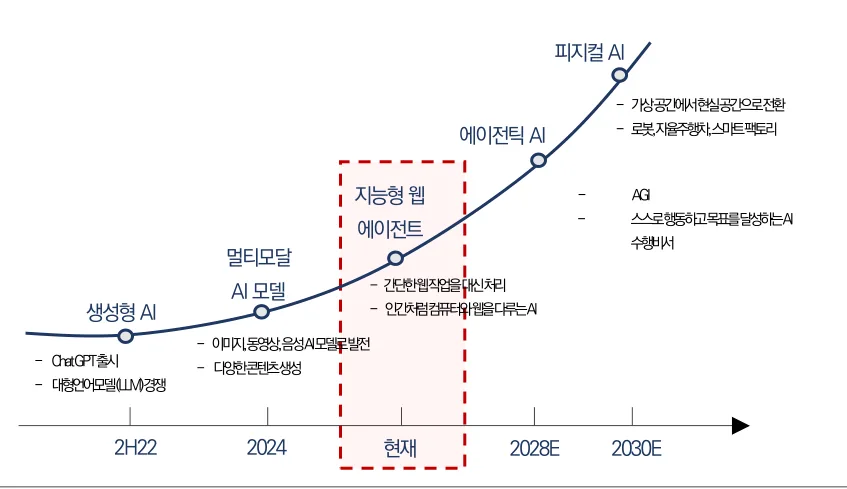 피지컬 AI
- 가상 공간에서 현실 공간으로 전환
- 로봇, 자율주행차, 스마트 팩토리
에이전틱 AI
- AGI
- 스스로 행동하고 목표를 달성하는 AI
수행비서
지능형 웹
에이전트
- 간단한 웹 작업을 대신 처리
- 인간처럼 컴퓨터와 웹을 다루는 AI
멀티모달
AI 모델
- 이미지, 동영상, 음성 AI 모델로 발전
- 다양한 콘텐츠 생성
생성형 AI
- Chat GPT 출시
- 대형언어모델(LLM) 경쟁
2H22
2024
현재
2028E
2030E